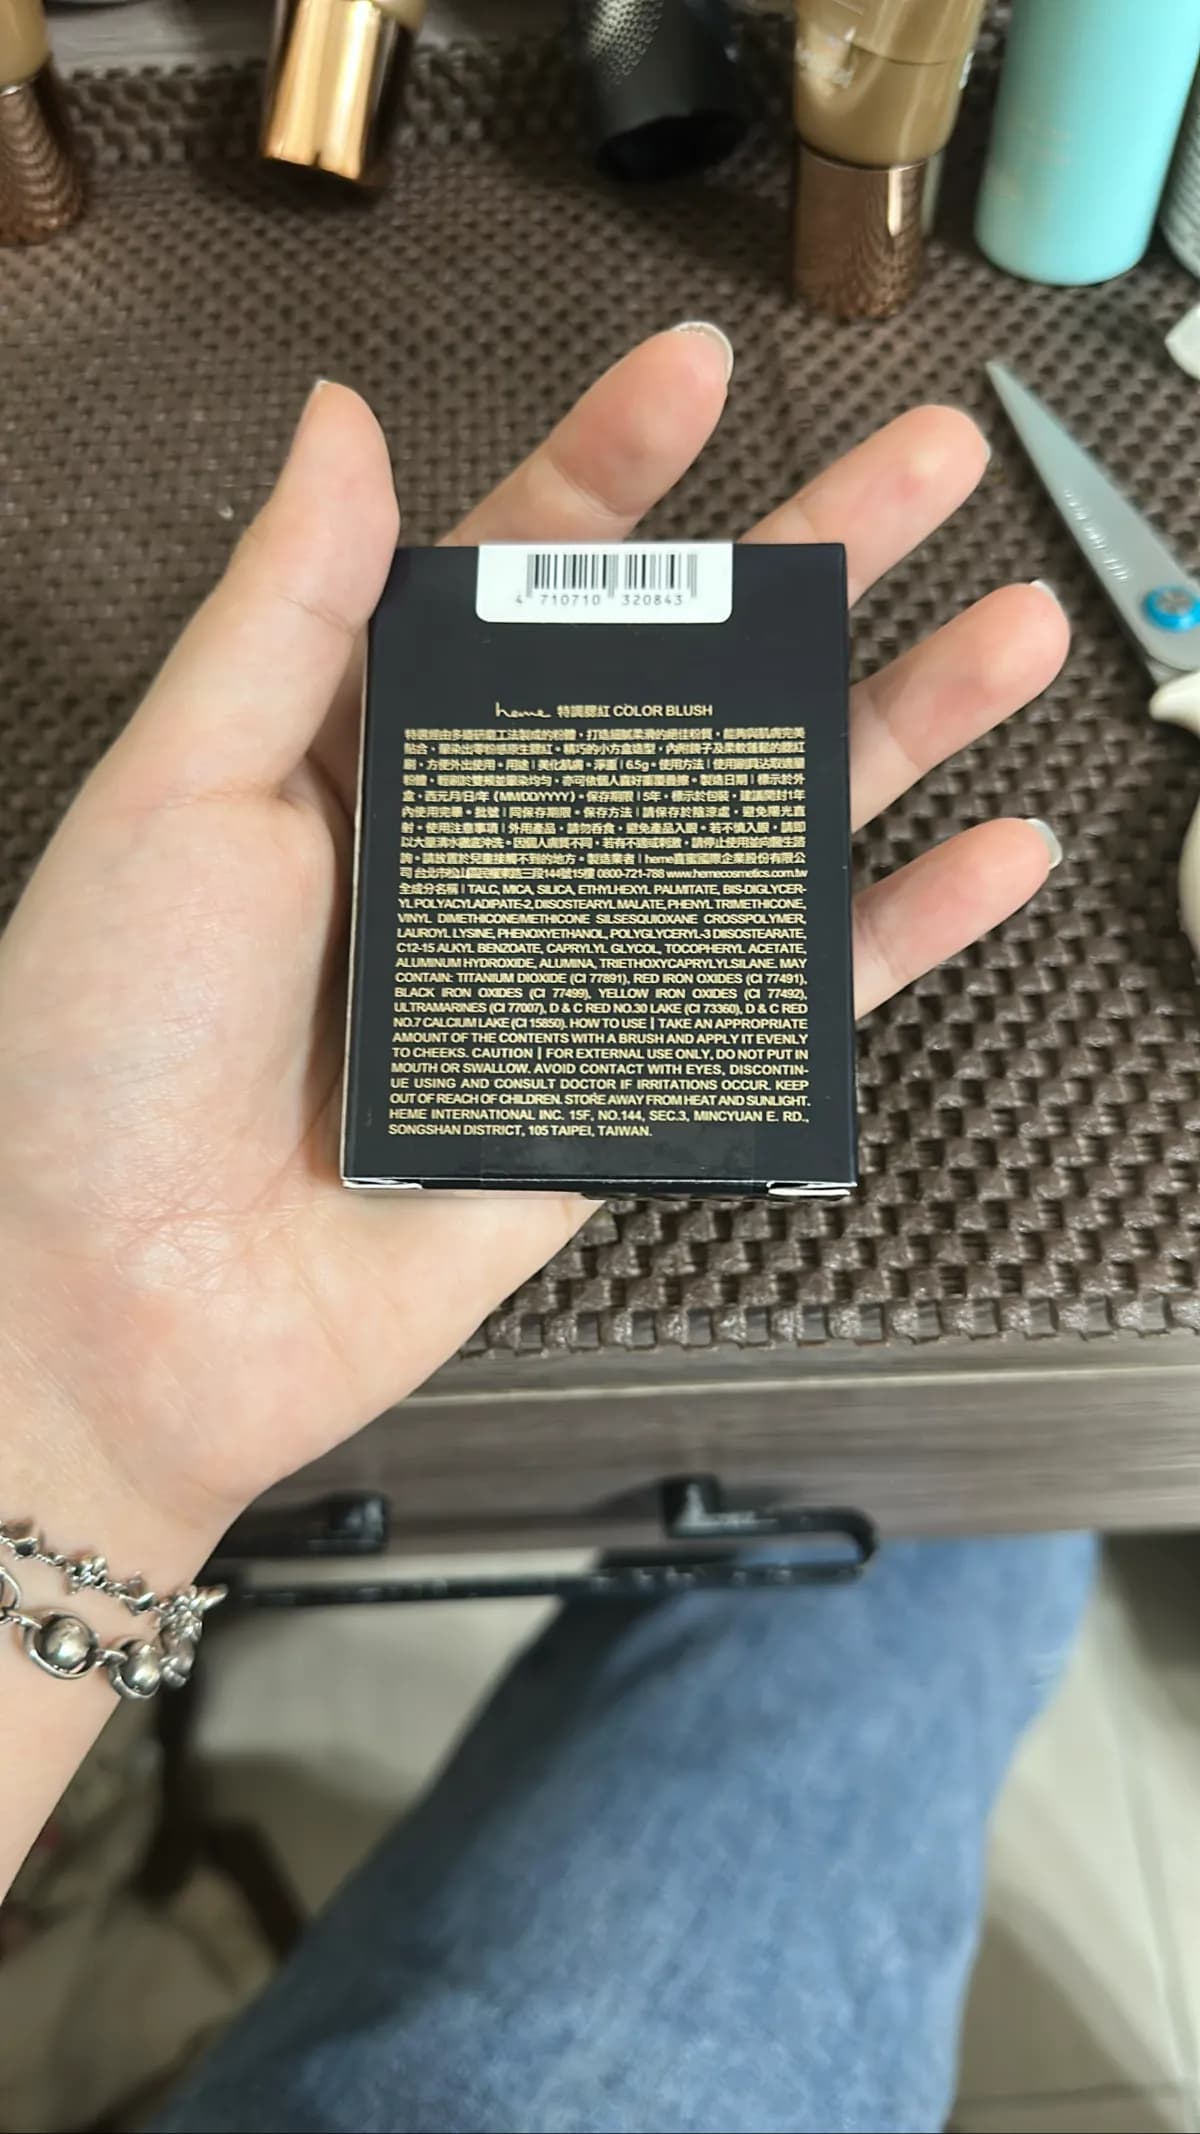 4 710710 320843
heme 特調腮紅 COLOR BLUSH
特選經由多道研磨工法製成的粉體，打造細膩柔滑的絕佳粉質，能夠與肌膚完美
貼合，暈染出零粉感原生腮紅。精巧的小方盒造型，內附鏡子及柔軟蓬鬆的腮紅
刷，方便外出使用。用途 | 美化肌膚。淨重 | 6.5g。使用方法 | 使用刷具沾取適量
粉體，輕刷於雙頰並暈染均勻，亦可依個人喜好重覆疊擦。製造日期 | 標示於外
盒，西元月/日/年 (MM/DD/YYYY)。保存期限 | 5年，標示於包裝，建議開封1年
內使用完畢。批號 | 同保存期限。保存方法 | 請保存於陰涼處，避免陽光直
射。使用注意事項 | 外用產品，請勿吞食，避免產品入眼，若不慎入眼，請即
以大量清水徹底沖洗。因個人膚質不同，若有不適或刺激，請停止使用並向醫生諮
詢。請放置於兒童接觸不到的地方。製造業者 | heme喜蜜國際企業股份有限公
司 台北市松山區民權東路三段144號15樓 0800-721-788 www.hemecosmetics.com.tw
全成分名稱 | TALC, MICA, SILICA, ETHYLHEXYL PALMITATE, BIS-DIGLYCER-
YL POLYACYLADIPATE-2, DIISOSTEARYL MALATE, PHENYL TRIMETHICONE,
VINYL DIMETHICONE/METHICONE SILSESQUIOXANE CROSSPOLYMER,
LAUROYL LYSINE, PHENOXYETHANOL, POLYGLYCERYL-3 DIISOSTEARATE,
C12-15 ALKYL BENZOATE, CAPRYLYL GLYCOL, TOCOPHERYL ACETATE,
ALUMINUM HYDROXIDE, ALUMINA, TRIETHOXYCAPRYLYLSILANE. MAY
CONTAIN: TITANIUM DIOXIDE (CI 77891), RED IRON OXIDES (CI 77491),
BLACK IRON OXIDES (CI 77499), YELLOW IRON OXIDES (CI 77492),
ULTRAMARINES (CI 77007), D & C RED NO.30 LAKE (CI 73360), D & C RED
NO.7 CALCIUM LAKE (CI 15850). HOW TO USE | TAKE AN APPROPRIATE
AMOUNT OF THE CONTENTS WITH A BRUSH AND APPLY IT EVENLY
TO CHEEKS. CAUTION | FOR EXTERNAL USE ONLY, DO NOT PUT IN
MOUTH OR SWALLOW. AVOID CONTACT WITH EYES, DISCONTIN-
UE USING AND CONSULT DOCTOR IF IRRITATIONS OCCUR. KEEP
OUT OF REACH OF CHILDREN. STORE AWAY FROM HEAT AND SUNLIGHT.
HEME INTERNATIONAL INC. 15F, NO.144, SEC.3, MINCYUAN E. RD.,
SONGSHAN DISTRICT, 105 TAIPEI, TAIWAN.